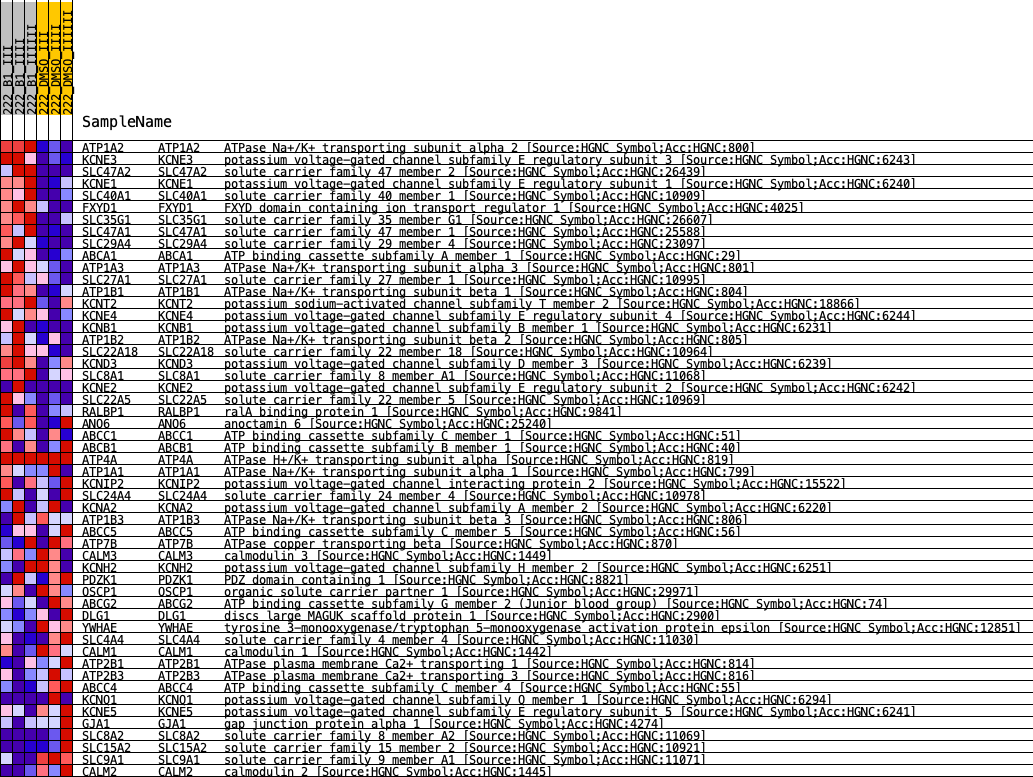 222_B1_III
222_B1_IIII
222_B1_IIIIII
222_DMSO_III
222_DMSO_IIII
222_DMSO_IIIIII
SampleName
ATP1A2 ATP1A2 ATPase Na+/K+ transporting subunit alpha 2 [Source:HGNC Symbol;Acc:HGNC:800]
KCNE3 KCNE3 potassium voltage-gated channel subfamily E regulatory subunit 3 [Source:HGNC Symbol;Acc:HGNC:6243]
SLC47A2 SLC47A2 solute carrier family 47 member 2 [Source:HGNC Symbol;Acc:HGNC:26439]
KCNE1 KCNE1 potassium voltage-gated channel subfamily E regulatory subunit 1 [Source:HGNC Symbol;Acc:HGNC:6240]
SLC40A1 SLC40A1 solute carrier family 40 member 1 [Source:HGNC Symbol;Acc:HGNC:10909]
FXYD1 FXYD1 FXYD domain containing ion transport regulator 1 [Source:HGNC Symbol;Acc:HGNC:4025]
SLC35G1 SLC35G1 solute carrier family 35 member G1 [Source:HGNC Symbol;Acc:HGNC:26607]
SLC47A1 SLC47A1 solute carrier family 47 member 1 [Source:HGNC Symbol;Acc:HGNC:25588]
SLC29A4 SLC29A4 solute carrier family 29 member 4 [Source:HGNC Symbol;Acc:HGNC:23097]
ABCA1 ABCA1 ATP binding cassette subfamily A member 1 [Source:HGNC Symbol;Acc:HGNC:29]
ATP1A3 ATP1A3 ATPase Na+/K+ transporting subunit alpha 3 [Source:HGNC Symbol;Acc:HGNC:801]
SLC27A1 SLC27A1 solute carrier family 27 member 1 [Source:HGNC Symbol;Acc:HGNC:10995]
ATP1B1 ATP1B1 ATPase Na+/K+ transporting subunit beta 1 [Source:HGNC Symbol;Acc:HGNC:804]
KCNT2 KCNT2 potassium sodium-activated channel subfamily T member 2 [Source:HGNC Symbol;Acc:HGNC:18866]
KCNE4 KCNE4 potassium voltage-gated channel subfamily E regulatory subunit 4 [Source:HGNC Symbol;Acc:HGNC:6244]
KCNB1 KCNB1 potassium voltage-gated channel subfamily B member 1 [Source:HGNC Symbol;Acc:HGNC:6231]
ATP1B2 ATP1B2 ATPase Na+/K+ transporting subunit beta 2 [Source:HGNC Symbol;Acc:HGNC:805]
SLC22A18 SLC22A18 solute carrier family 22 member 18 [Source:HGNC Symbol;Acc:HGNC:10964]
KCND3 KCND3 potassium voltage-gated channel subfamily D member 3 [Source:HGNC Symbol;Acc:HGNC:6239]
SLC8A1 SLC8A1 solute carrier family 8 member A1 [Source:HGNC Symbol;Acc:HGNC:11068]
KCNE2 KCNE2 potassium voltage-gated channel subfamily E regulatory subunit 2 [Source:HGNC Symbol;Acc:HGNC:6242]
SLC22A5 SLC22A5 solute carrier family 22 member 5 [Source:HGNC Symbol;Acc:HGNC:10969]
RALBP1 RALBP1 ralA binding protein 1 [Source:HGNC Symbol;Acc:HGNC:9841]
ANO6 ANO6 anoctamin 6 [Source:HGNC Symbol;Acc:HGNC:25240]
ABCC1 ABCC1 ATP binding cassette subfamily C member 1 [Source:HGNC Symbol;Acc:HGNC:51]
ABCB1 ABCB1 ATP binding cassette subfamily B member 1 [Source:HGNC Symbol;Acc:HGNC:40]
ATP4A ATP4A ATPase H+/K+ transporting subunit alpha [Source:HGNC Symbol;Acc:HGNC:819]
ATP1A1 ATP1A1 ATPase Na+/K+ transporting subunit alpha 1 [Source:HGNC Symbol;Acc:HGNC:799]
KCNIP2 KCNIP2 potassium voltage-gated channel interacting protein 2 [Source:HGNC Symbol;Acc:HGNC:15522]
SLC24A4 SLC24A4 solute carrier family 24 member 4 [Source:HGNC Symbol;Acc:HGNC:10978]
KCNA2 KCNA2 potassium voltage-gated channel subfamily A member 2 [Source:HGNC Symbol;Acc:HGNC:6220]
ATP1B3 ATP1B3 ATPase Na+/K+ transporting subunit beta 3 [Source:HGNC Symbol;Acc:HGNC:806]
ABCC5 ABCC5 ATP binding cassette subfamily C member 5 [Source:HGNC Symbol;Acc:HGNC:56]
ATP7B ATP7B ATPase copper transporting beta [Source:HGNC Symbol;Acc:HGNC:870]
CALM3 CALM3 calmodulin 3 [Source:HGNC Symbol;Acc:HGNC:1449]
KCNH2 KCNH2 potassium voltage-gated channel subfamily H member 2 [Source:HGNC Symbol;Acc:HGNC:6251]
PDZK1 PDZK1 PDZ domain containing 1 [Source:HGNC Symbol;Acc:HGNC:8821]
OSCP1 OSCP1 organic solute carrier partner 1 [Source:HGNC Symbol;Acc:HGNC:29971]
ABCG2 ABCG2 ATP binding cassette subfamily G member 2 (Junior blood group) [Source:HGNC Symbol;Acc:HGNC:74]
DLG1 DLG1 discs large MAGUK scaffold protein 1 [Source:HGNC Symbol;Acc:HGNC:2900]
YWHAE YWHAE tyrosine 3-monooxygenase/tryptophan 5-monooxygenase activation protein epsilon [Source:HGNC Symbol;Acc:HGNC:12851]
SLC4A4 SLC4A4 solute carrier family 4 member 4 [Source:HGNC Symbol;Acc:HGNC:11030]
CALM1 CALM1 calmodulin 1 [Source:HGNC Symbol;Acc:HGNC:1442]
ATP2B1 ATP2B1 ATPase plasma membrane Ca2+ transporting 1 [Source:HGNC Symbol;Acc:HGNC:814]
ATP2B3 ATP2B3 ATPase plasma membrane Ca2+ transporting 3 [Source:HGNC Symbol;Acc:HGNC:816]
ABCC4 ABCC4 ATP binding cassette subfamily C member 4 [Source:HGNC Symbol;Acc:HGNC:55]
KCNQ1 KCNQ1 potassium voltage-gated channel subfamily Q member 1 [Source:HGNC Symbol;Acc:HGNC:6294]
KCNE5 KCNE5 potassium voltage-gated channel subfamily E regulatory subunit 5 [Source:HGNC Symbol;Acc:HGNC:6241]
GJA1 GJA1 gap junction protein alpha 1 [Source:HGNC Symbol;Acc:HGNC:4274]
SLC8A2 SLC8A2 solute carrier family 8 member A2 [Source:HGNC Symbol;Acc:HGNC:11069]
SLC15A2 SLC15A2 solute carrier family 15 member 2 [Source:HGNC Symbol;Acc:HGNC:10921]
SLC9A1 SLC9A1 solute carrier family 9 member A1 [Source:HGNC Symbol;Acc:HGNC:11071]
CALM2 CALM2 calmodulin 2 [Source:HGNC Symbol;Acc:HGNC:1445]